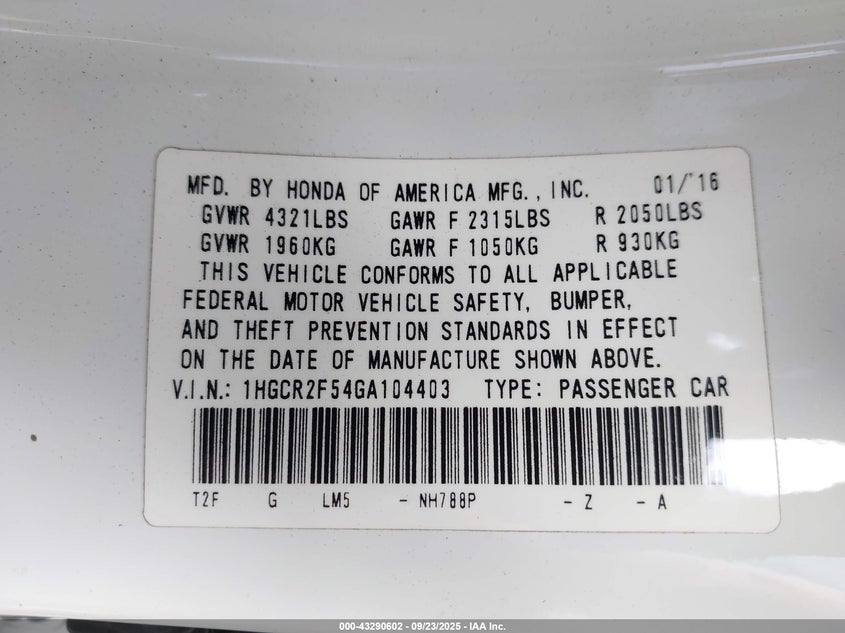 MFD. BY HONDA OF AMERICA MFG., INC. 01/'16
GVWR 4321LBS GAWR F 2315LBS R 2050LBS
GVWR 1960KG GAWR F 1050KG R 930KG
THIS VEHICLE CONFORMS TO ALL APPLICABLE
FEDERAL MOTOR VEHICLE SAFETY, BUMPER,
AND THEFT PREVENTION STANDARDS IN EFFECT
ON THE DATE OF MANUFACTURE SHOWN ABOVE.
V.I.N.: 1HGCR2F54GA104403 TYPE: PASSENGER CAR
T2F G LM5 - NH788P - Z - A
000-43290602 - 09/23/2025 - IAA Inc.